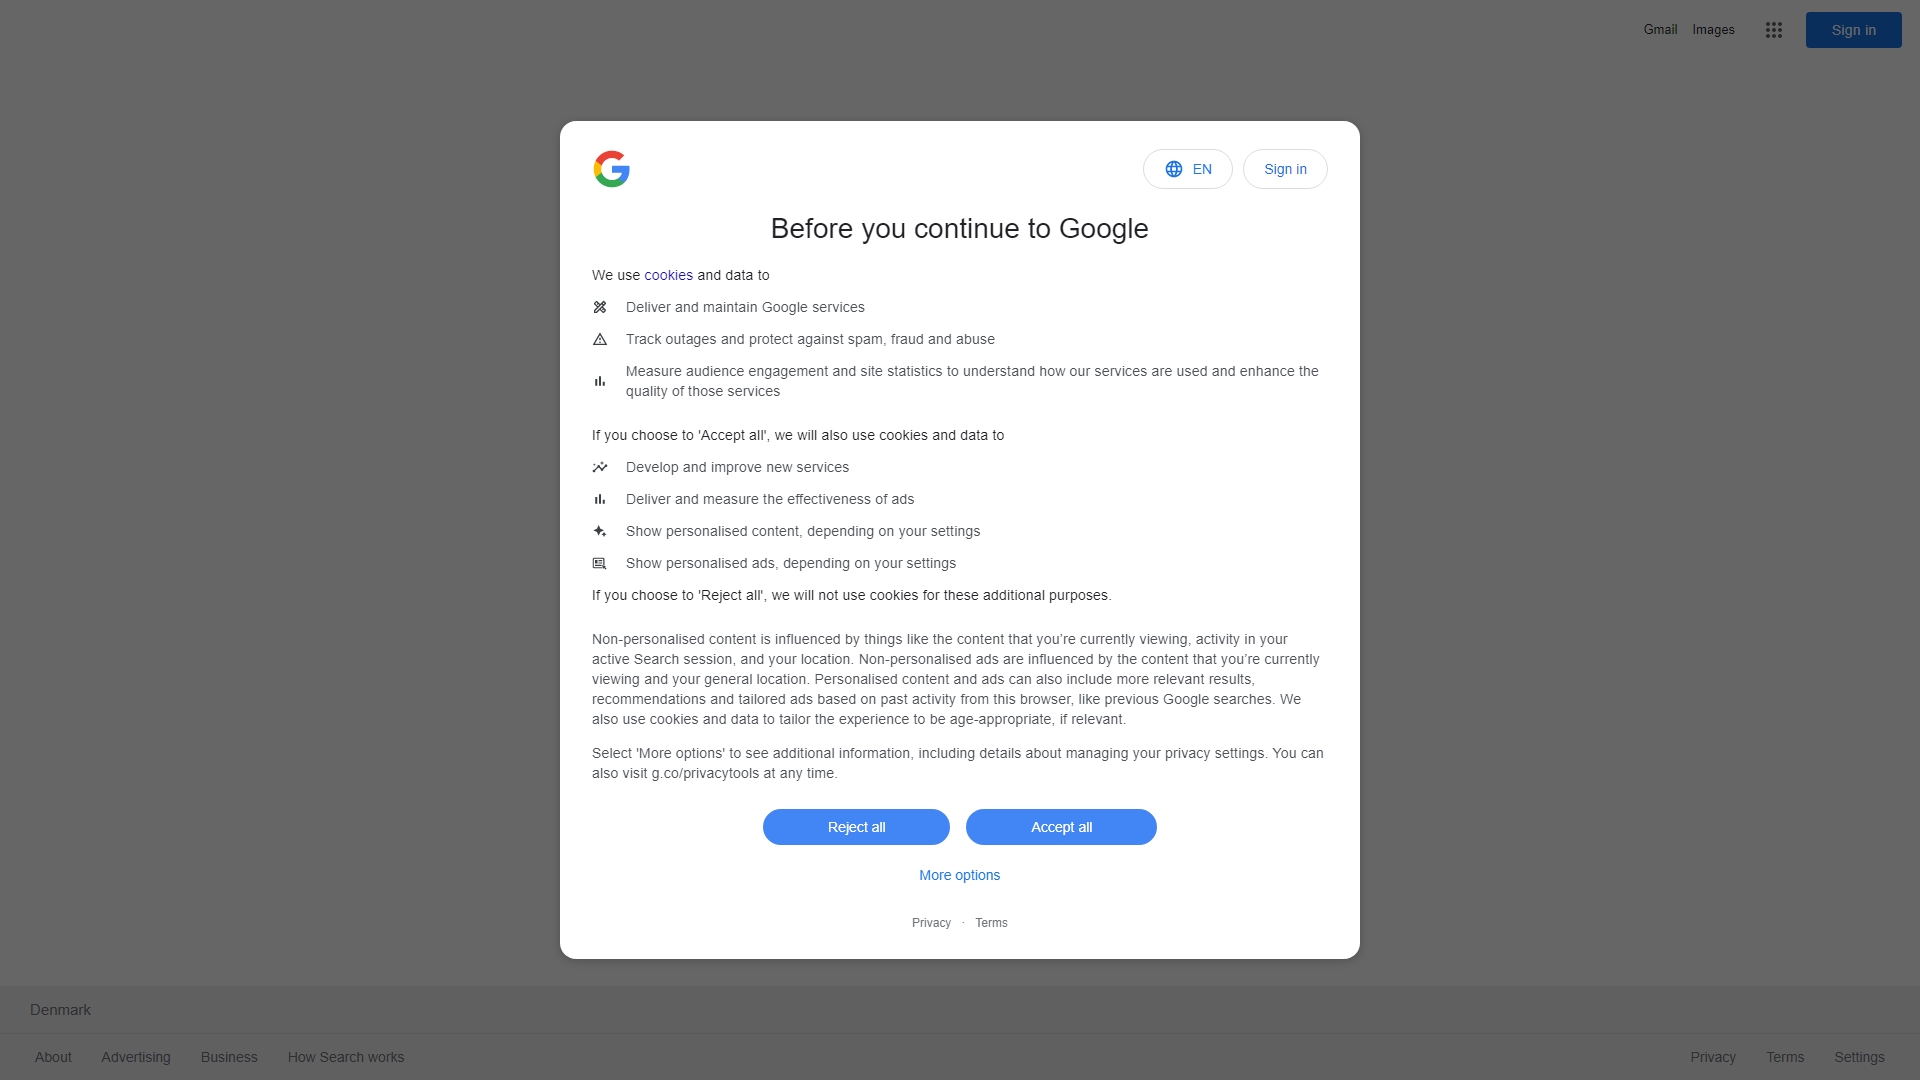 Gmail Images Sign in
EN Sign in
Before you continue to Google
We use cookies and data to
Deliver and maintain Google services
Track outages and protect against spam, fraud and abuse
Measure audience engagement and site statistics to understand how our services are used and enhance the
quality of those services
If you choose to 'Accept all', we will also use cookies and data to
Develop and improve new services
Deliver and measure the effectiveness of ads
Show personalised content, depending on your settings
Show personalised ads, depending on your settings
If you choose to 'Reject all', we will not use cookies for these additional purposes.
Non-personalised content is influenced by things like the content that you’re currently viewing, activity in your
active Search session, and your location. Non-personalised ads are influenced by the content that you’re currently
viewing and your general location. Personalised content and ads can also include more relevant results,
recommendations and tailored ads based on past activity from this browser, like previous Google searches. We
also use cookies and data to tailor the experience to be age-appropriate, if relevant.
Select 'More options' to see additional information, including details about managing your privacy settings. You can
also visit g.co/privacytools at any time.
Reject all Accept all
More options
Privacy · Terms
Denmark
About Advertising Business How Search works Privacy Terms Settings